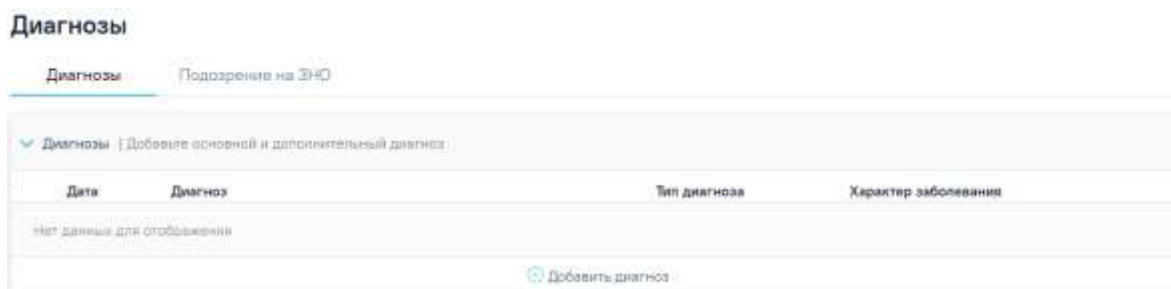 Диагнозы
Диагнозы Подозрение на ЗНО
Диагнозы | Добавьте основной и дополнительный диагноз
Дата Диагноз Тип диагноза Характер заболевания
Нет данных для отображения
Добавить диагноз